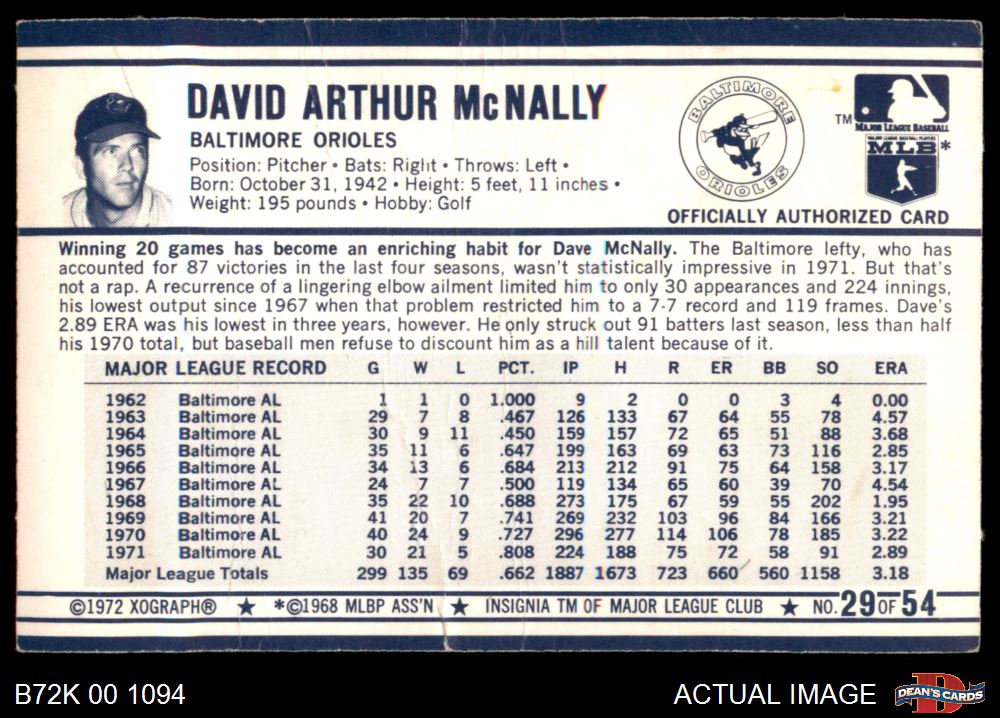 DAVID ARTHUR McNALLY
BALTIMORE ORIOLES
Position: Pitcher • Bats: Right • Throws: Left •
Born: October 31, 1942 • Height: 5 feet, 11 inches •
Weight: 195 pounds • Hobby: Golf
BALTIMORE
ORIOLES
TM
MAJOR LEAGUE BASEBALL
MAJOR LEAGUE BASEBALL PLAYERS
MLB*
OFFICIALLY AUTHORIZED CARD
Winning 20 games has become an enriching habit for Dave McNally. The Baltimore lefty, who has
accounted for 87 victories in the last four seasons, wasn't statistically impressive in 1971. But that's
not a rap. A recurrence of a lingering elbow ailment limited him to only 30 appearances and 224 innings,
his lowest output since 1967 when that problem restricted him to a 7-7 record and 119 frames. Dave's
2.89 ERA was his lowest in three years, however. He only struck out 91 batters last season, less than half
his 1970 total, but baseball men refuse to discount him as a hill talent because of it.
MAJOR LEAGUE RECORD G W L PCT. IP H R ER BB SO ERA
1962 Baltimore AL 1 1 0 1.000 9 2 0 0 3 4 0.00
1963 Baltimore AL 29 7 8 .467 126 133 67 64 55 78 4.57
1964 Baltimore AL 30 9 11 .450 159 157 72 65 51 88 3.68
1965 Baltimore AL 35 11 6 .647 199 163 69 63 73 116 2.85
1966 Baltimore AL 34 13 6 .684 213 212 91 75 64 158 3.17
1967 Baltimore AL 24 7 7 .500 119 134 65 60 39 70 4.54
1968 Baltimore AL 35 22 10 .688 273 175 67 59 55 202 1.95
1969 Baltimore AL 41 20 7 .741 269 232 103 96 84 166 3.21
1970 Baltimore AL 40 24 9 .727 296 277 114 106 78 185 3.22
1971 Baltimore AL 30 21 5 .808 224 188 75 72 58 91 2.89
Major League Totals 299 135 69 .662 1887 1673 723 660 560 1158 3.18
©1972 XOGRAPH® ★ *©1968 MLBP ASS'N ★ INSIGNIA TM OF MAJOR LEAGUE CLUB ★ NO. 29 OF 54
B72K 00 1094
ACTUAL IMAGE
D
DEAN'S CARDS